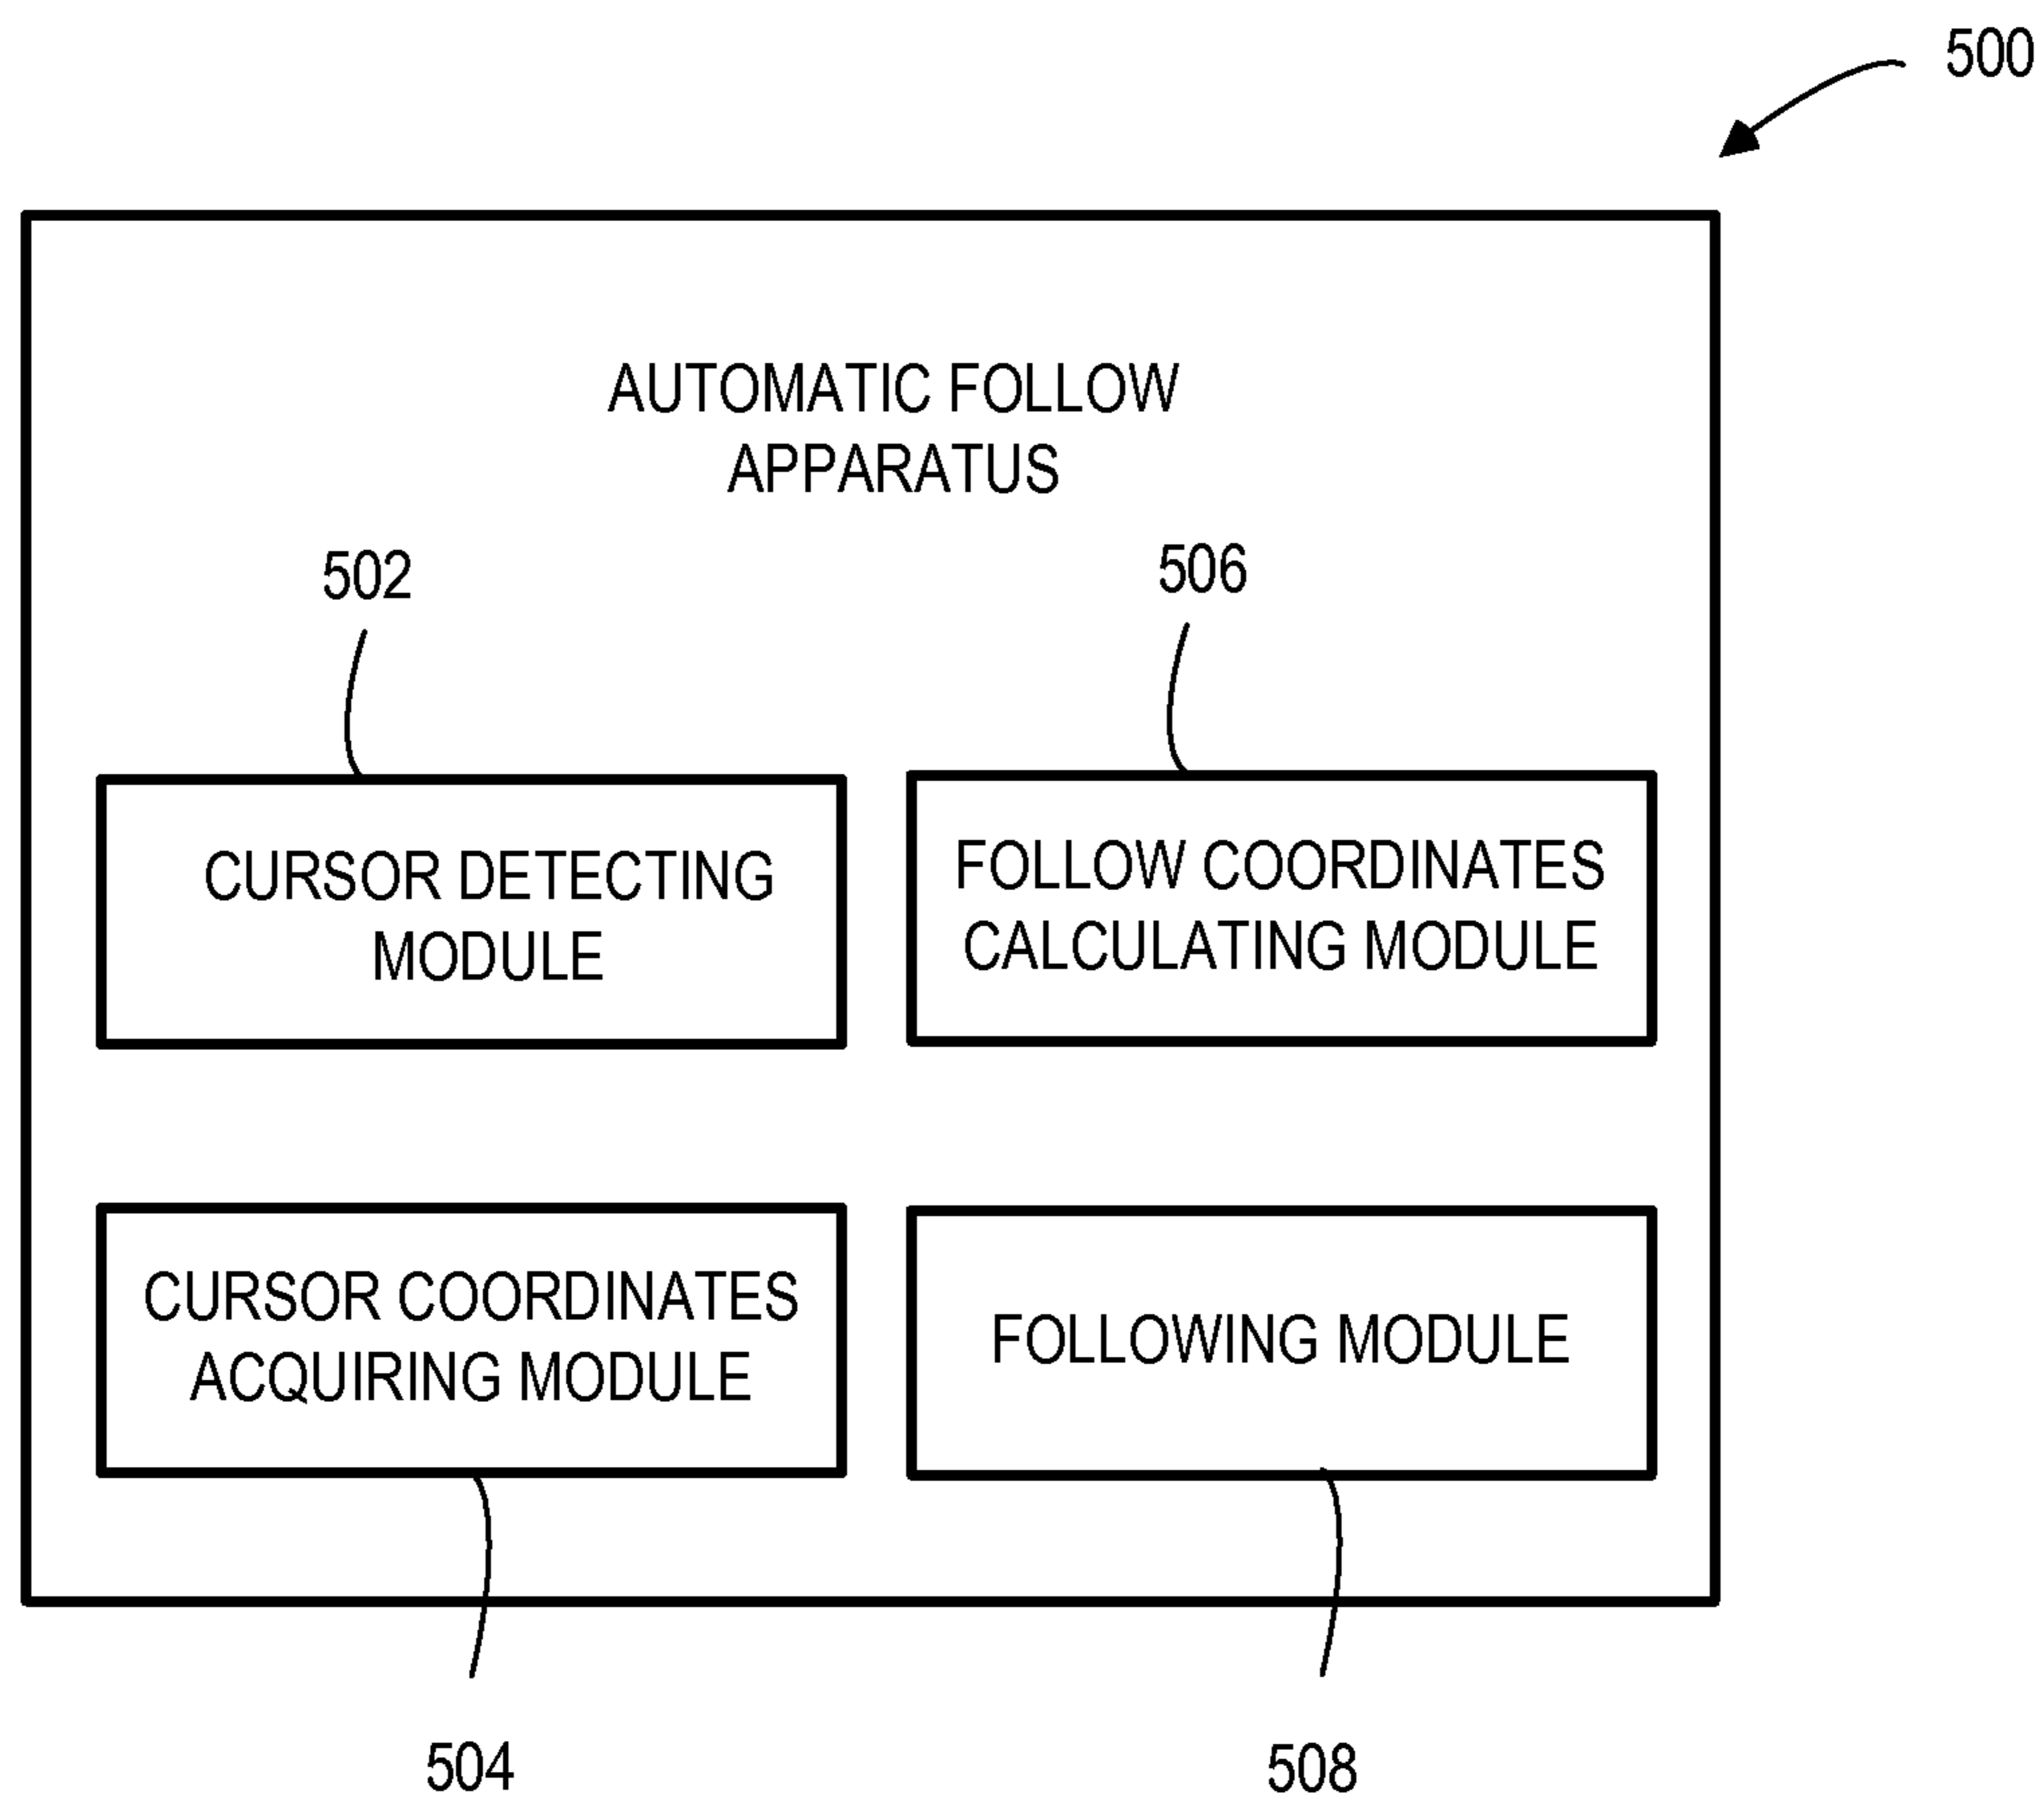 500
AUTOMATIC FOLLOW
APPARATUS
502
506
CURSOR DETECTING
MODULE
FOLLOW COORDINATES
CALCULATING MODULE
CURSOR COORDINATES
ACQUIRING MODULE
FOLLOWING MODULE
504
508